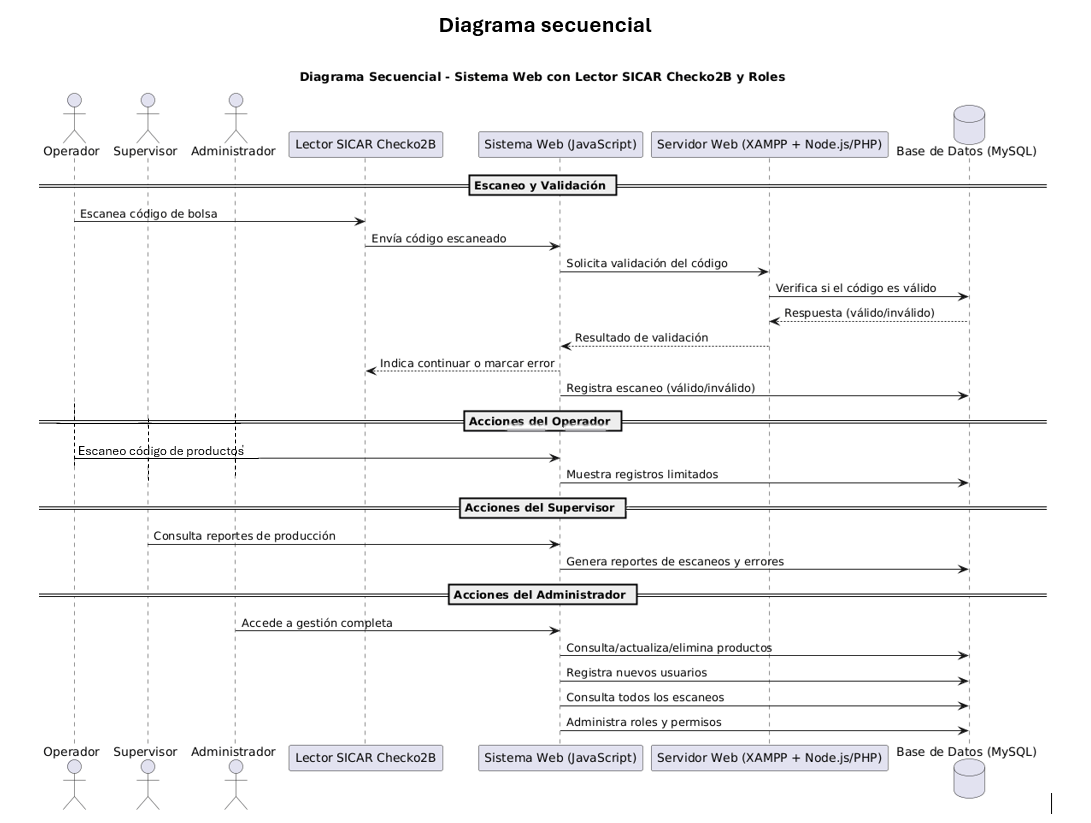 Diagrama secuencial
Diagrama Secuencial - Sistema Web con Lector SICAR Checko2B y Roles
Operador
Supervisor
Administrador
Lector SICAR Checko2B
Sistema Web (JavaScript)
Servidor Web (XAMPP + Node.js/PHP)
Base de Datos (MySQL)
Escaneo y Validación
Escanea código de bolsa
Envía código escaneado
Solicita validación del código
Verifica si el código es válido
Respuesta (válido/inválido)
Resultado de validación
Indica continuar o marcar error
Registra escaneo (válido/inválido)
Acciones del Operador
Escaneo código de productos
Muestra registros limitados
Acciones del Supervisor
Consulta reportes de producción
Genera reportes de escaneos y errores
Acciones del Administrador
Accede a gestión completa
Consulta/actualiza/elimina productos
Registra nuevos usuarios
Consulta todos los escaneos
Administra roles y permisos
Operador
Supervisor
Administrador
Lector SICAR Checko2B
Sistema Web (JavaScript)
Servidor Web (XAMPP + Node.js/PHP)
Base de Datos (MySQL)